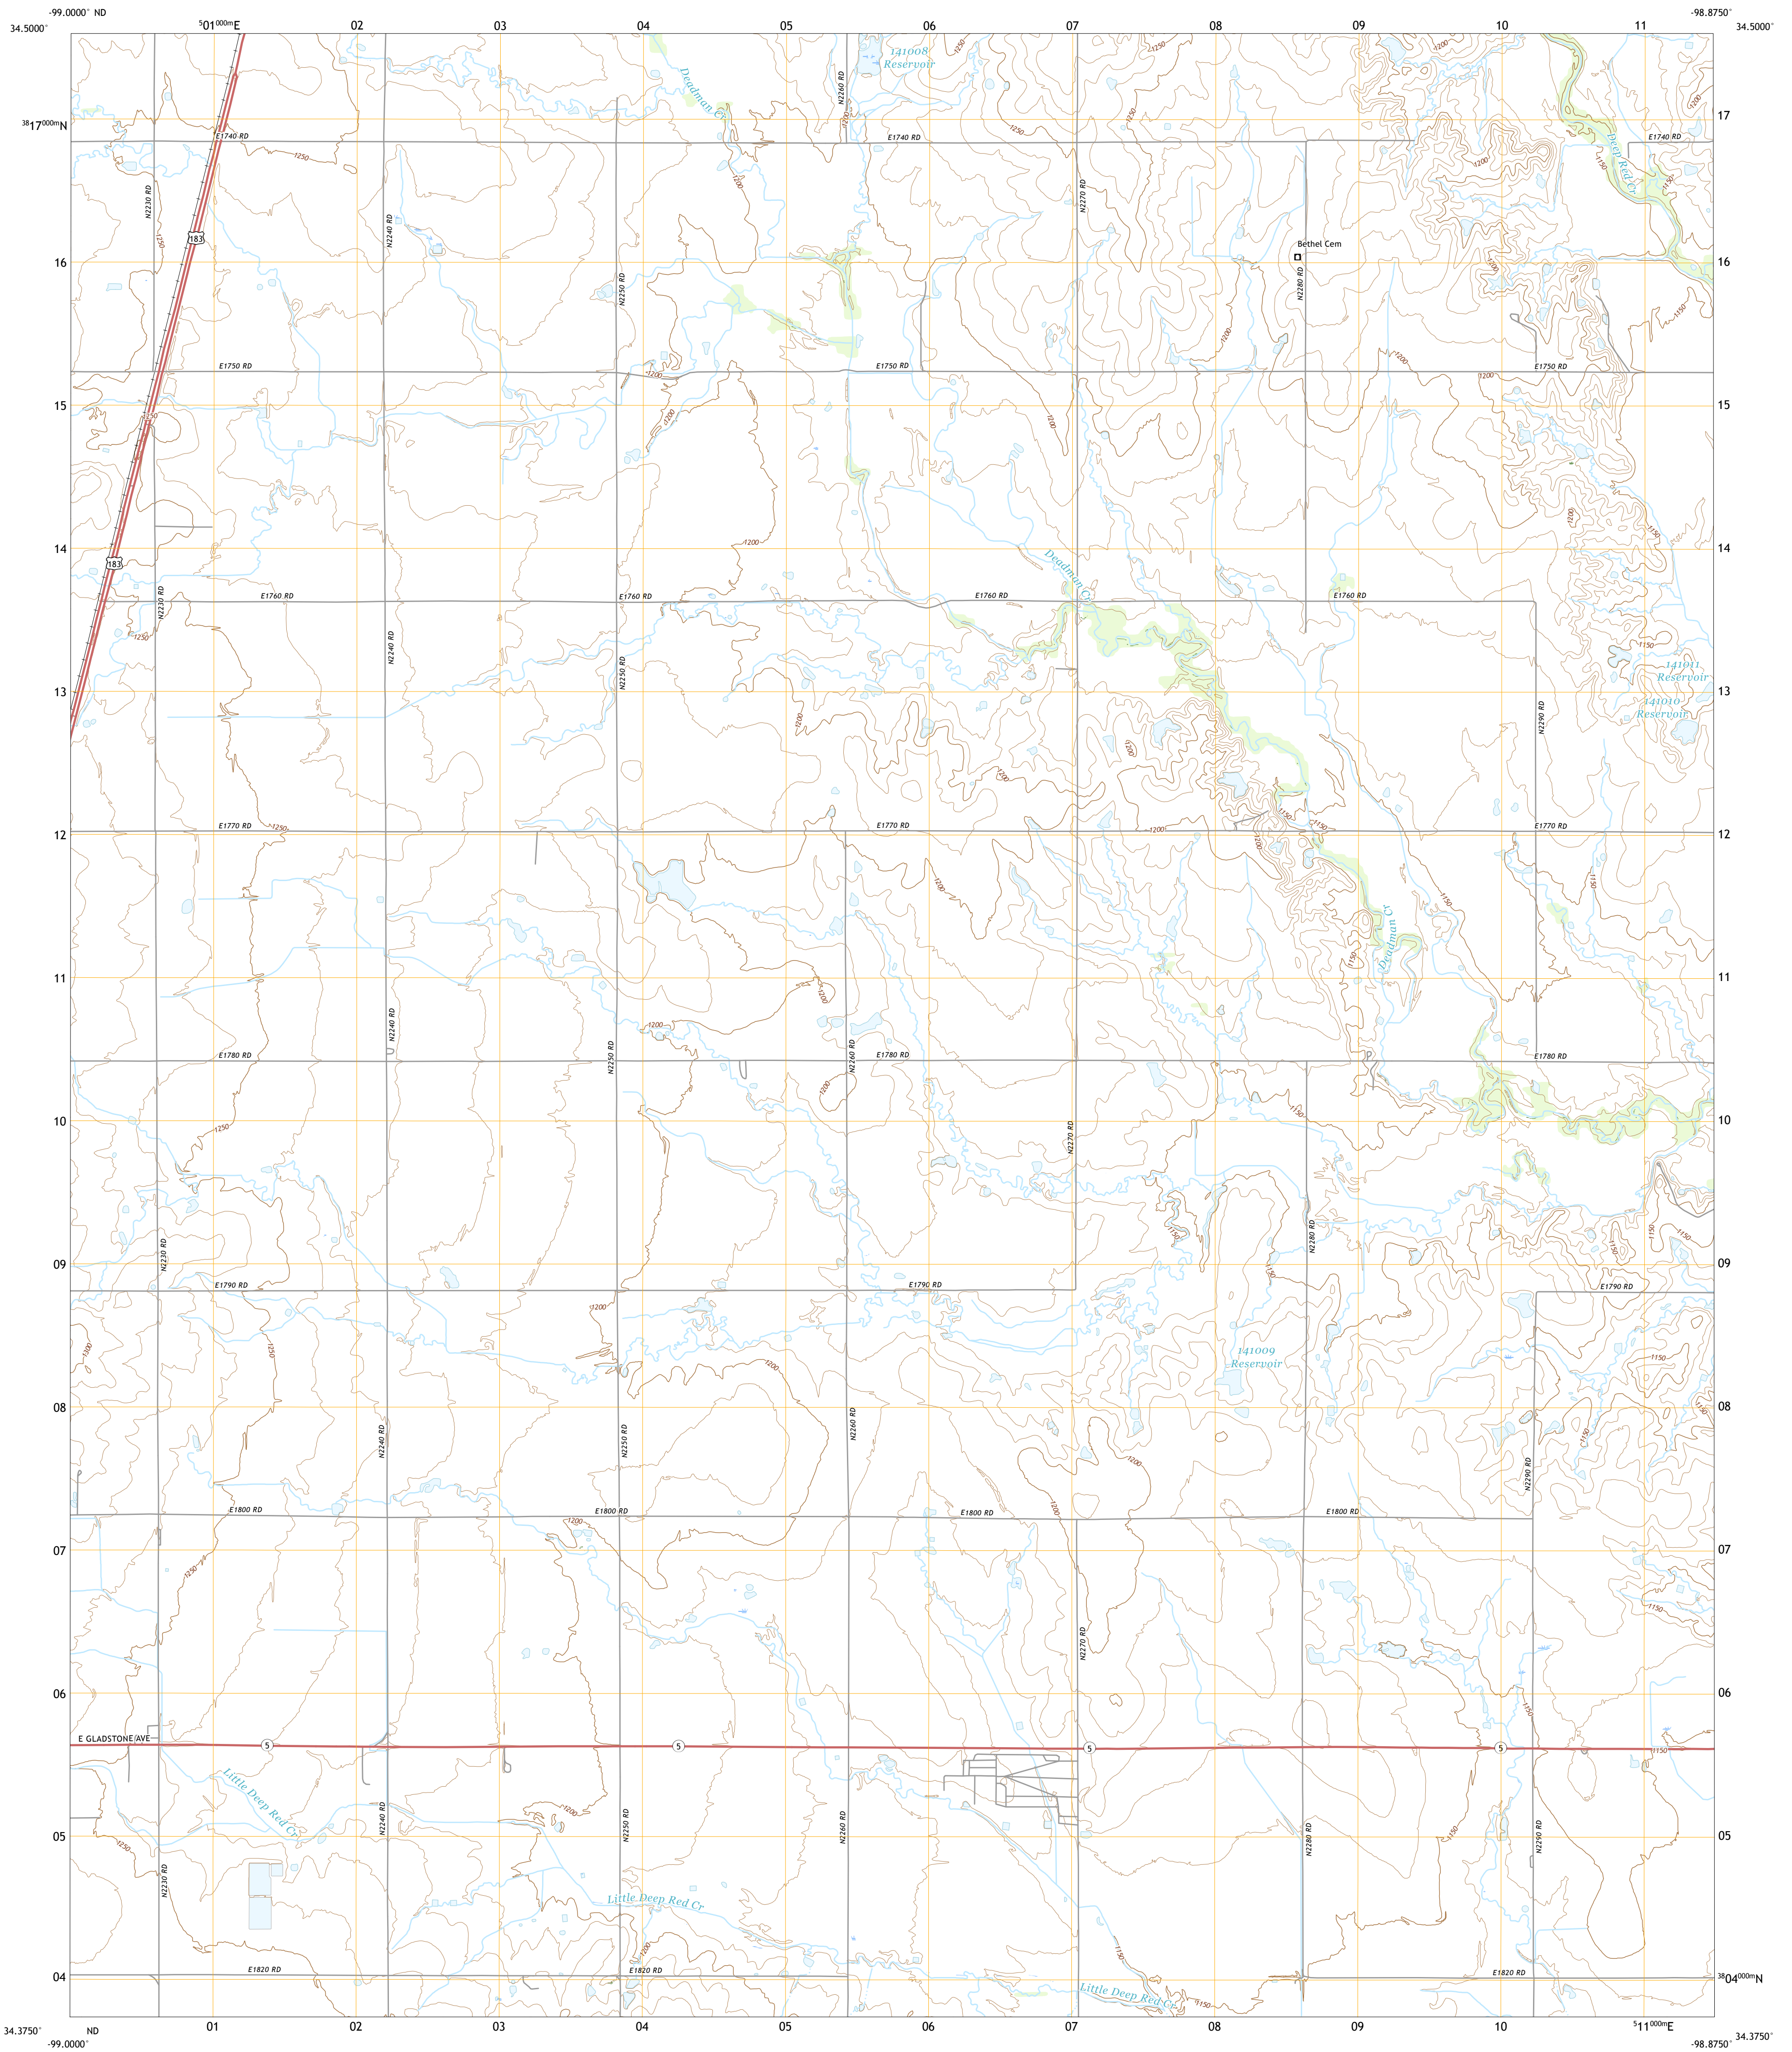 -99.0000° ND
-98.8750°
34.5000°
501000mE
02
03
04
05
06
07
08
09
10
11
34.5000°
141008
Reservoir
Deadman Cr
N2260 RD
3817000mN
17
E1740 RD
E1740 RD
E1740 RD
Deep Red Cr
N2230 RD
N2240 RD
N2270 RD
183
16
Bethel Cem
16
N2250 RD
N2280 RD
E1750 RD
E1750 RD
E1750 RD
15
15
14
14
183
Deadman Cr
E1760 RD
E1760 RD
E1760 RD
E1760 RD
N2230 RD
N2240 RD
N2250 RD
141011
Reservoir
13
13
141010
Reservoir
N2290 RD
E1770 RD
E1770 RD
E1770 RD
12
12
Deadman Cr
11
11
N2240 RD
N2250 RD
N2260 RD
E1780 RD
E1780 RD
E1780 RD
10
10
N2270 RD
N2230 RD
N2280 RD
09
09
E1790 RD
E1790 RD
E1790 RD
141009
Reservoir
08
08
N2240 RD
N2250 RD
N2260 RD
N2290 RD
E1800 RD
E1800 RD
E1800 RD
E1800 RD
07
07
N2270 RD
06
06
E GLADSTONE AVE
5
5
5
5
Little Deep Red Cr
N2240 RD
N2250 RD
N2260 RD
N2280 RD
N2290 RD
05
05
N2230 RD
Little Deep Red Cr
04
E1820 RD
E1820 RD
E1820 RD
3804000mN
Little Deep Red Cr
34.3750°
ND
01
02
03
04
05
06
07
08
09
10
511000mE
34.3750°
-99.0000°
-98.8750°